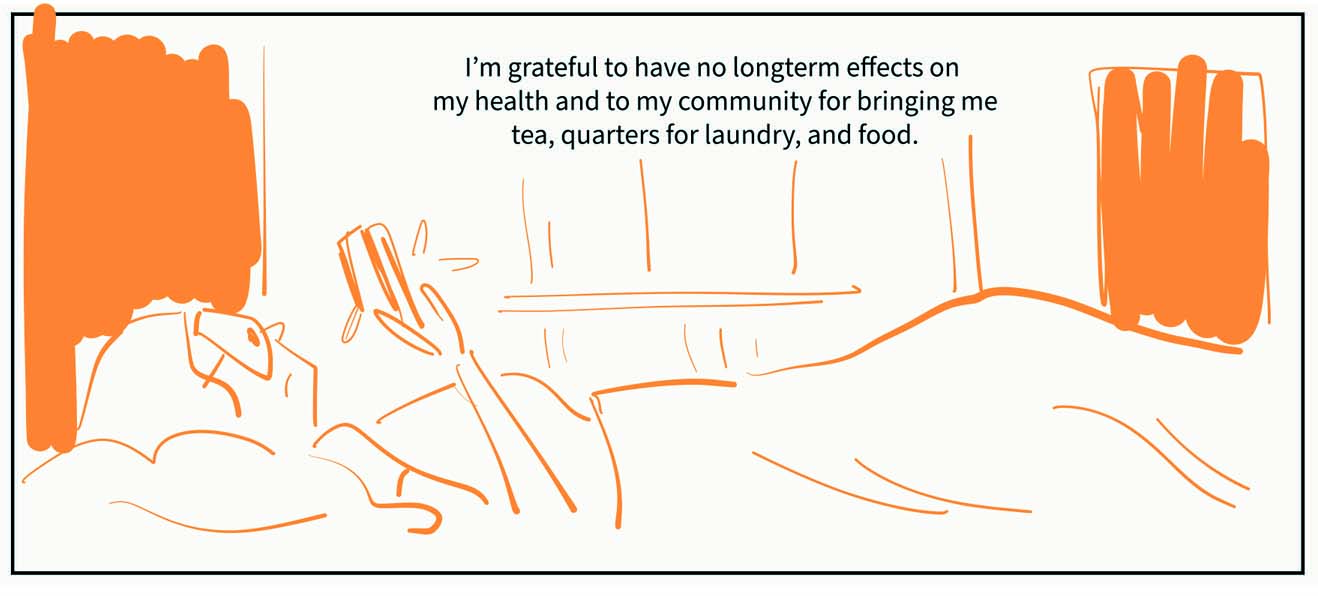 I’m grateful to have no longterm effects on
my health and to my community for bringing me
tea, quarters for laundry, and food.